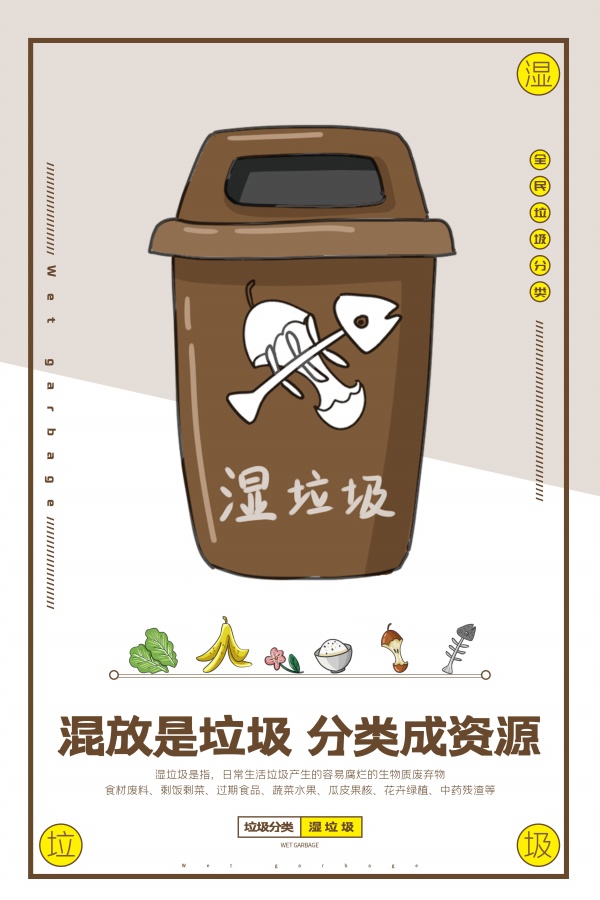 湿
全民垃圾分类
Wet garbage
湿垃圾
混放是垃圾 分类成资源
湿垃圾是指，日常生活垃圾产生的容易腐烂的生物质废弃物
食材废料、剩饭剩菜、过期食品、蔬菜水果、瓜皮果核、花卉绿植、中药残渣等
垃圾分类 湿垃圾
WET GARBAGE
垃
圾
Wet garbage